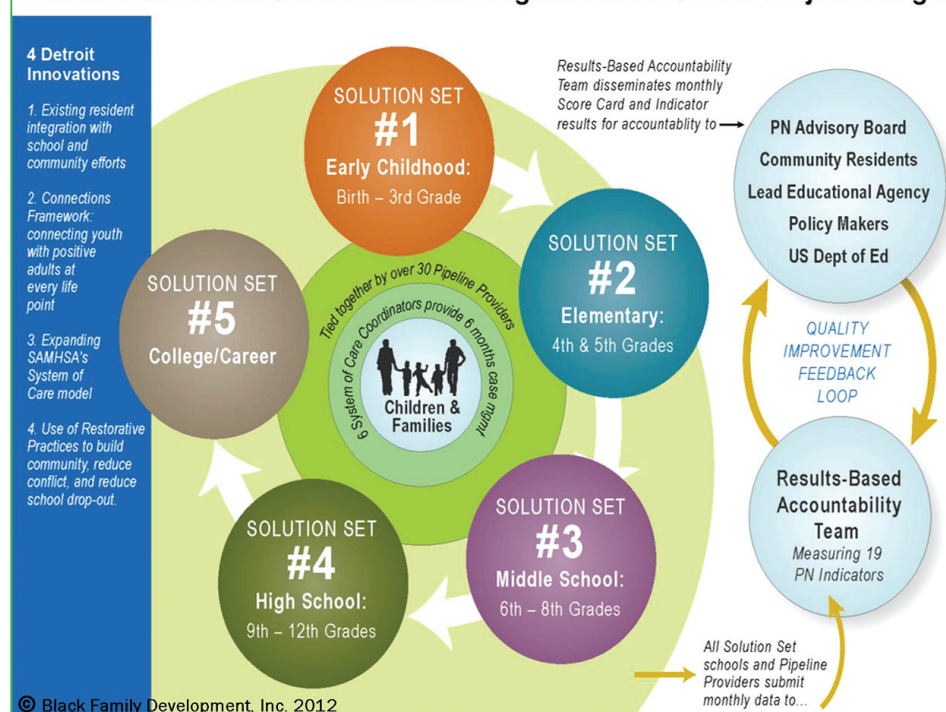 4 Detroit
Innovations
1. Existing resident
integration with
school and
community efforts
2. Connections
Framework:
connecting youth
with positive
adults at
every life
point
3. Expanding
SAMHSA's
System of
Care model
4. Use of Restorative
Practices to build
community, reduce
conflict, and reduce
school drop-out.
SOLUTION SET
#1
Early Childhood:
Birth – 3rd Grade
SOLUTION SET
#2
Elementary:
4th & 5th Grades
SOLUTION SET
#3
Middle School:
6th – 8th Grades
SOLUTION SET
#4
High School:
9th – 12th Grades
SOLUTION SET
#5
College/Career
Tied together by over 30 Pipeline Providers
6 System of Care Coordinators provide 6 months case mgmt
Children &
Families
Results-Based Accountability
Team disseminates monthly
Score Card and Indicator
results for accountablity to
PN Advisory Board
Community Residents
Lead Educational Agency
Policy Makers
US Dept of Ed
QUALITY
IMPROVEMENT
FEEDBACK
LOOP
Results-Based
Accountability
Team
Measuring 19
PN Indicators
All Solution Set
schools and Pipeline
Providers submit
monthly data to...
© Black Family Development, Inc. 2012